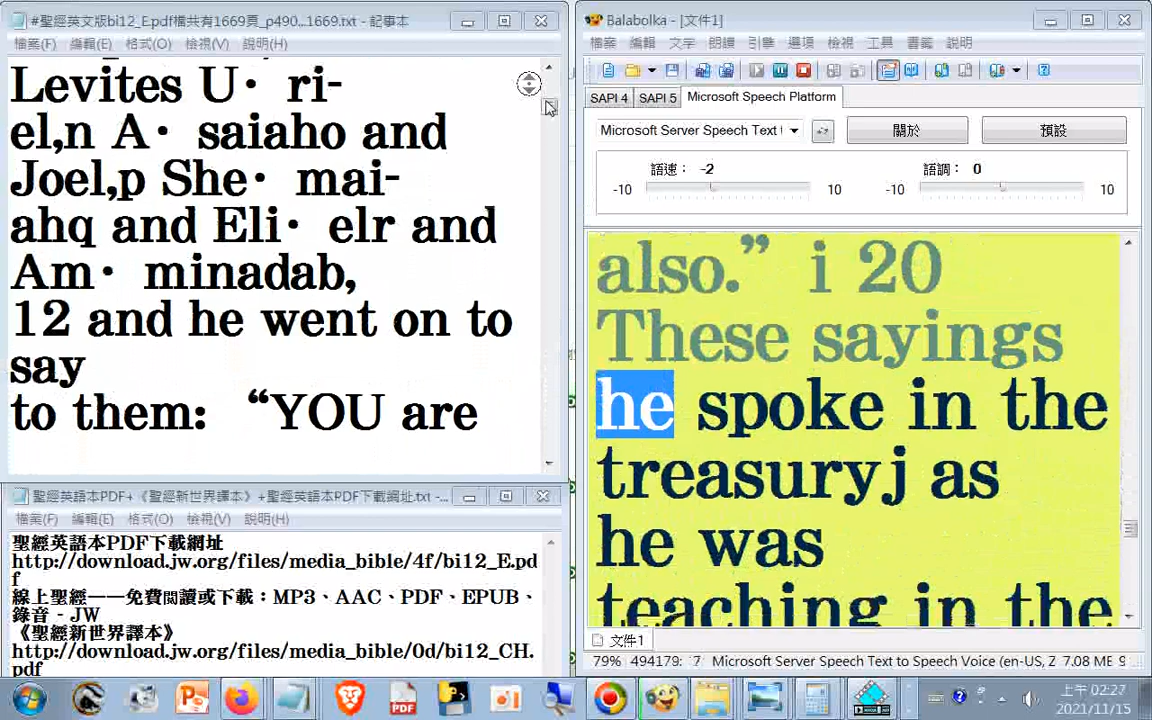 #聖經英文版bi12_E.pdf檔共有1669頁_p490...1669.txt - 記事本
檔案(F) 編輯(E) 格式(O) 檢視(V) 說明(H)
Levites U· ri-
el,n A· saiaho and
Joel,p She· mai-
ahq and Eli· elr and
Am· minadab,
12 and he went on to
say
to them: “YOU are
聖經英語本PDF+《聖經新世界譯本》+聖經英語本PDF下載網址.txt -...
檔案(F) 編輯(E) 格式(O) 檢視(V) 說明(H)
聖經英語本PDF下載網址
http://download.jw.org/files/media_bible/4f/bi12_E.pd
f
線上聖經——免費閱讀或下載：MP3、AAC、PDF、EPUB、
錄音 - JW
《聖經新世界譯本》
http://download.jw.org/files/media_bible/0d/bi12_CH.
pdf
Balabolka - [文件1]
檔案 編輯 文字 朗讀 引擎 選項 檢視 工具 書籤 說明
SAPI 4 SAPI 5 Microsoft Speech Platform
Microsoft Server Speech Text 關於 預設
語速： -2 語調： 0
-10 10 -10 10
also.” i 20
These sayings
he spoke in the
treasuryj as
he was
teaching in the
文件1
79% 494179: 7 Microsoft Server Speech Text to Speech Voice (en-US, Z 7.08 ME 9
上午 02:27
2021/11/15